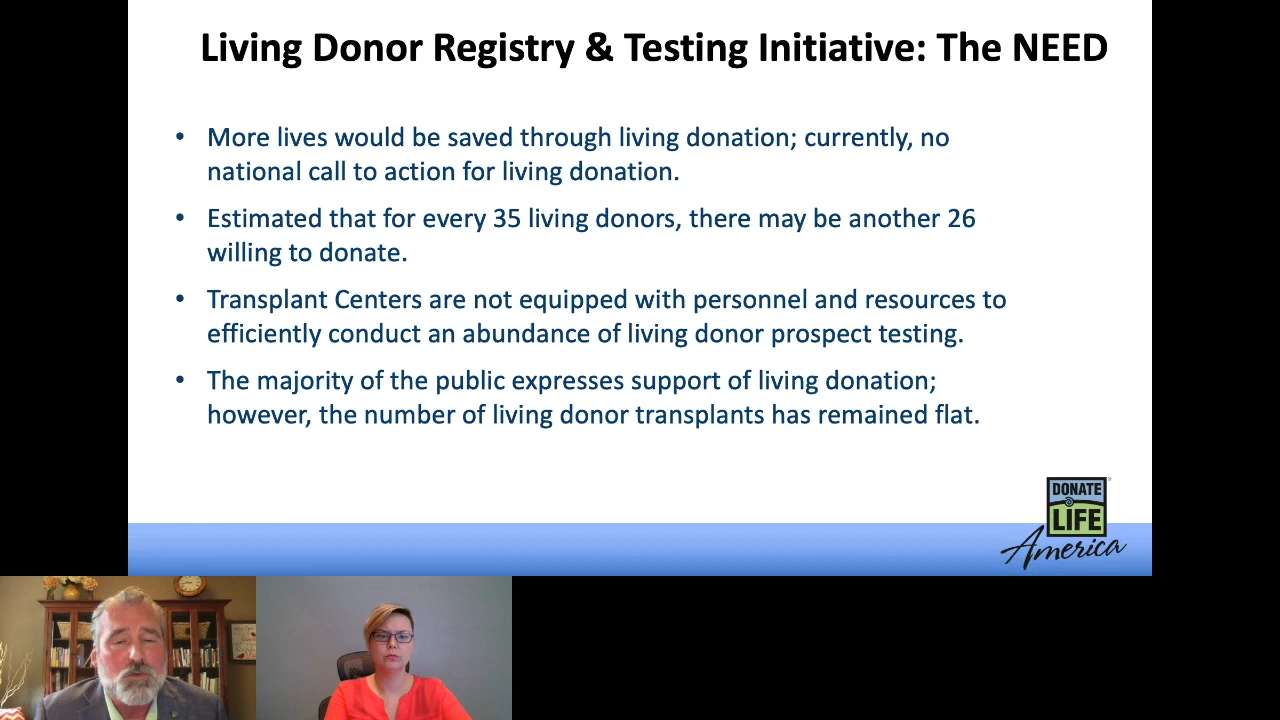 Living Donor Registry & Testing Initiative: The NEED
• More lives would be saved through living donation; currently, no
national call to action for living donation.
• Estimated that for every 35 living donors, there may be another 26
willing to donate.
• Transplant Centers are not equipped with personnel and resources to
efficiently conduct an abundance of living donor prospect testing.
• The majority of the public expresses support of living donation;
however, the number of living donor transplants has remained flat.
DONATE
LIFE
America